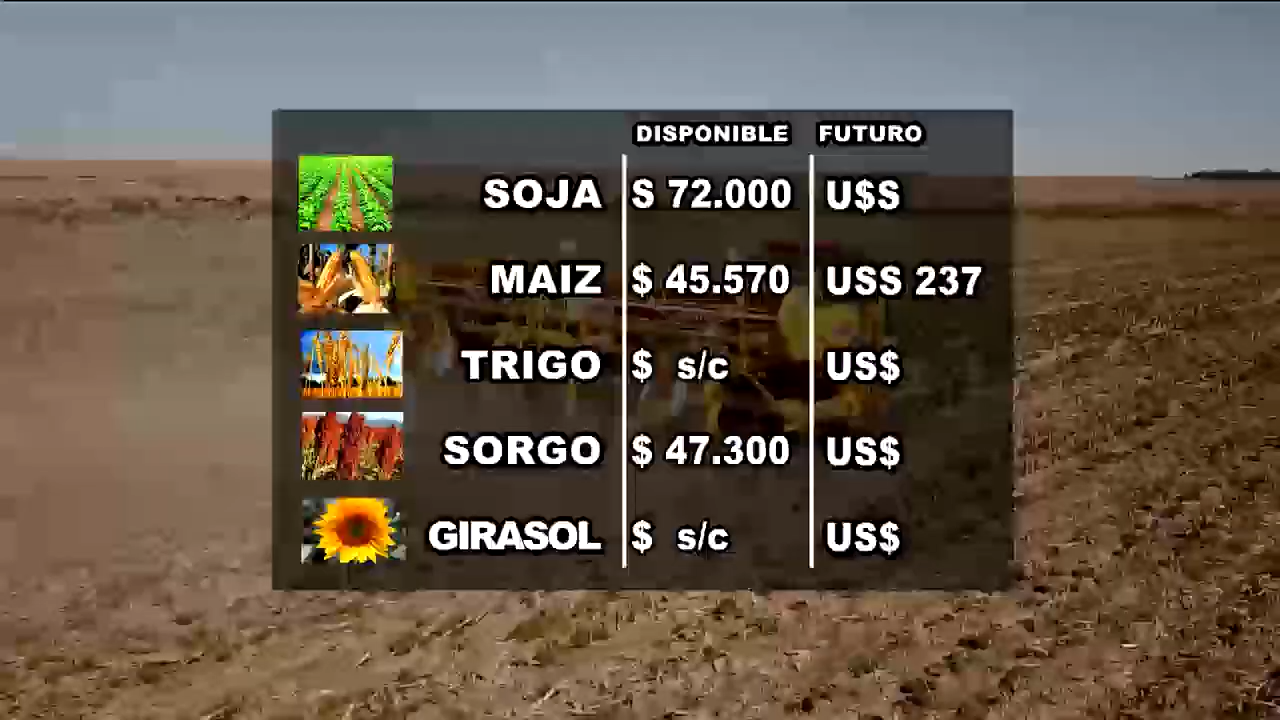 DISPONIBLE FUTURO
SOJA $ 72.000 U$S
MAIZ $ 45.570 US$ 237
TRIGO $ s/c US$
SORGO $ 47.300 US$
GIRASOL $ s/c US$